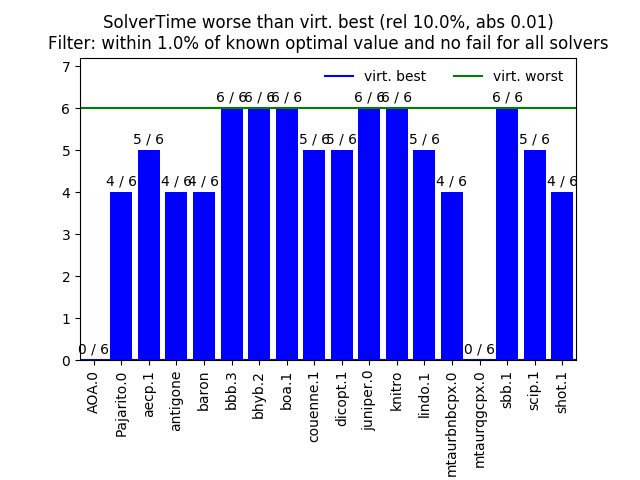 SolverTime worse than virt. best (rel 10.0%, abs 0.01)
Filter: within 1.0% of known optimal value and no fail for all solvers
virt. best
virt. worst
7
6
5
4
3
2
1
0
0 / 6
4 / 6
5 / 6
4 / 6
4 / 6
6 / 6
6 / 6
6 / 6
5 / 6
5 / 6
6 / 6
6 / 6
5 / 6
4 / 6
0 / 6
6 / 6
5 / 6
4 / 6
AOA.0
Pajarito.0
aecp.1
antigone
baron
bbb.3
bhyb.2
boa.1
couenne.1
dicopt.1
juniper.0
knitro
lindo.1
mtaurbnbcpx.0
mtaurqgcpx.0
sbb.1
scip.1
shot.1